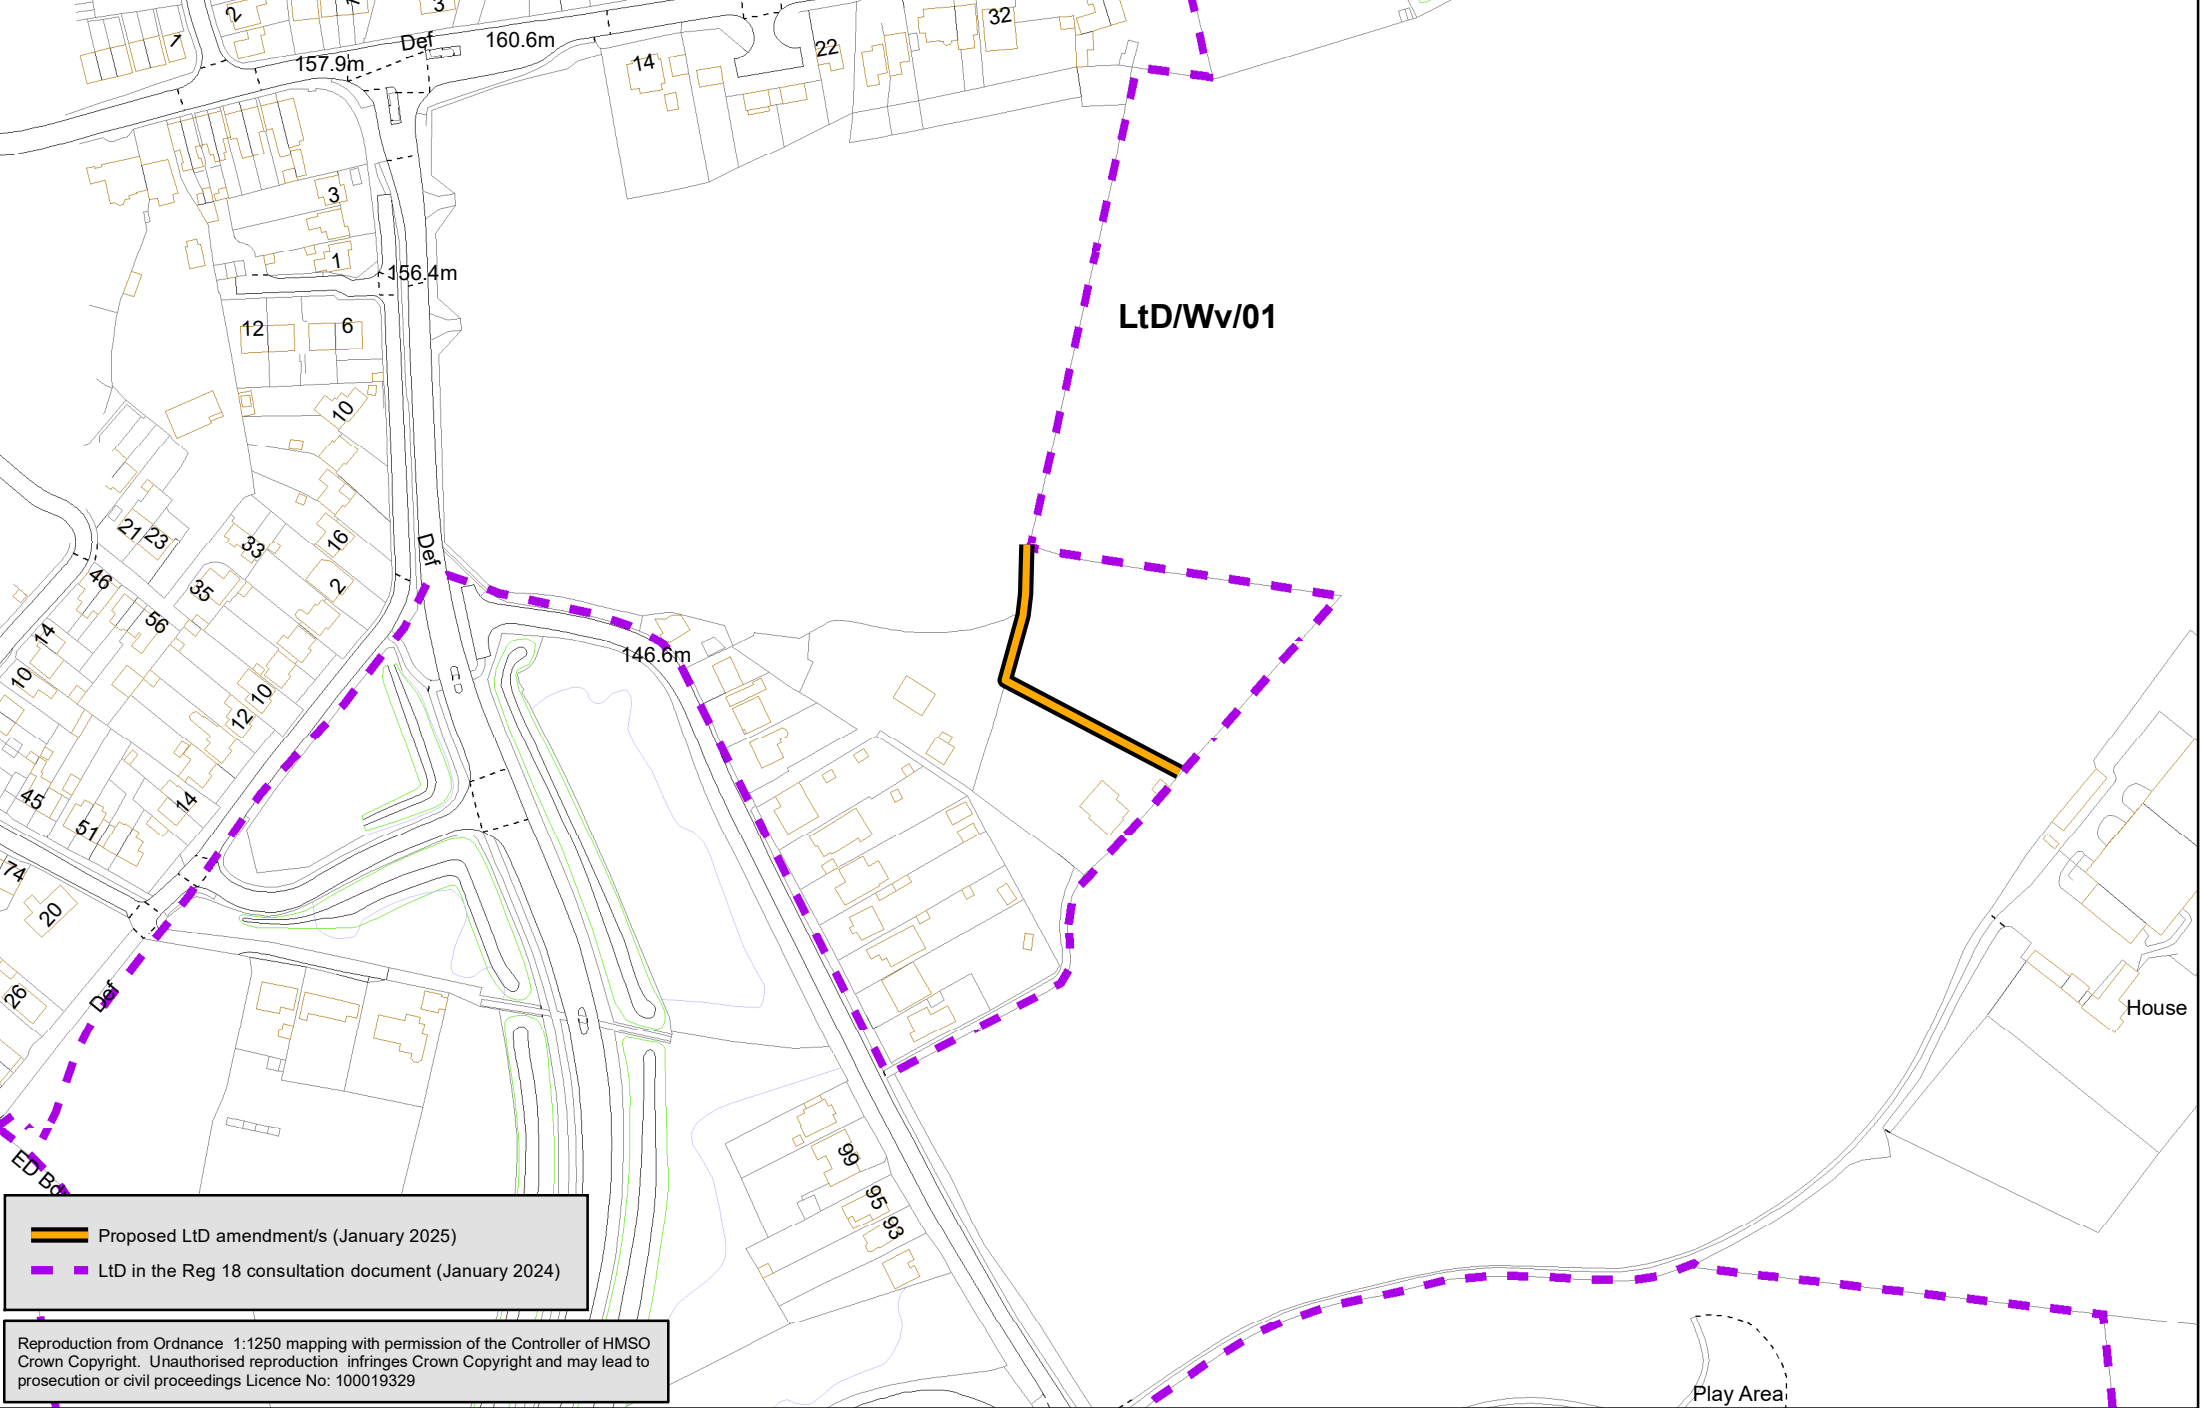 2
1
3
Def
160.6m
157.9m
14
22
32
7
3
1
156.4m
LtD/Wv/01
12
6
10
21
23
33
16
Def
46
35
2
56
14
146.6m
10
10
12
45
14
51
74
20
26
Def
House
99
ED Bo
95
93
Proposed LtD amendment/s (January 2025)
LtD in the Reg 18 consultation document (January 2024)
Reproduction from Ordnance 1:1250 mapping with permission of the Controller of HMSO
Crown Copyright. Unauthorised reproduction infringes Crown Copyright and may lead to
prosecution or civil proceedings Licence No: 100019329
Play Area